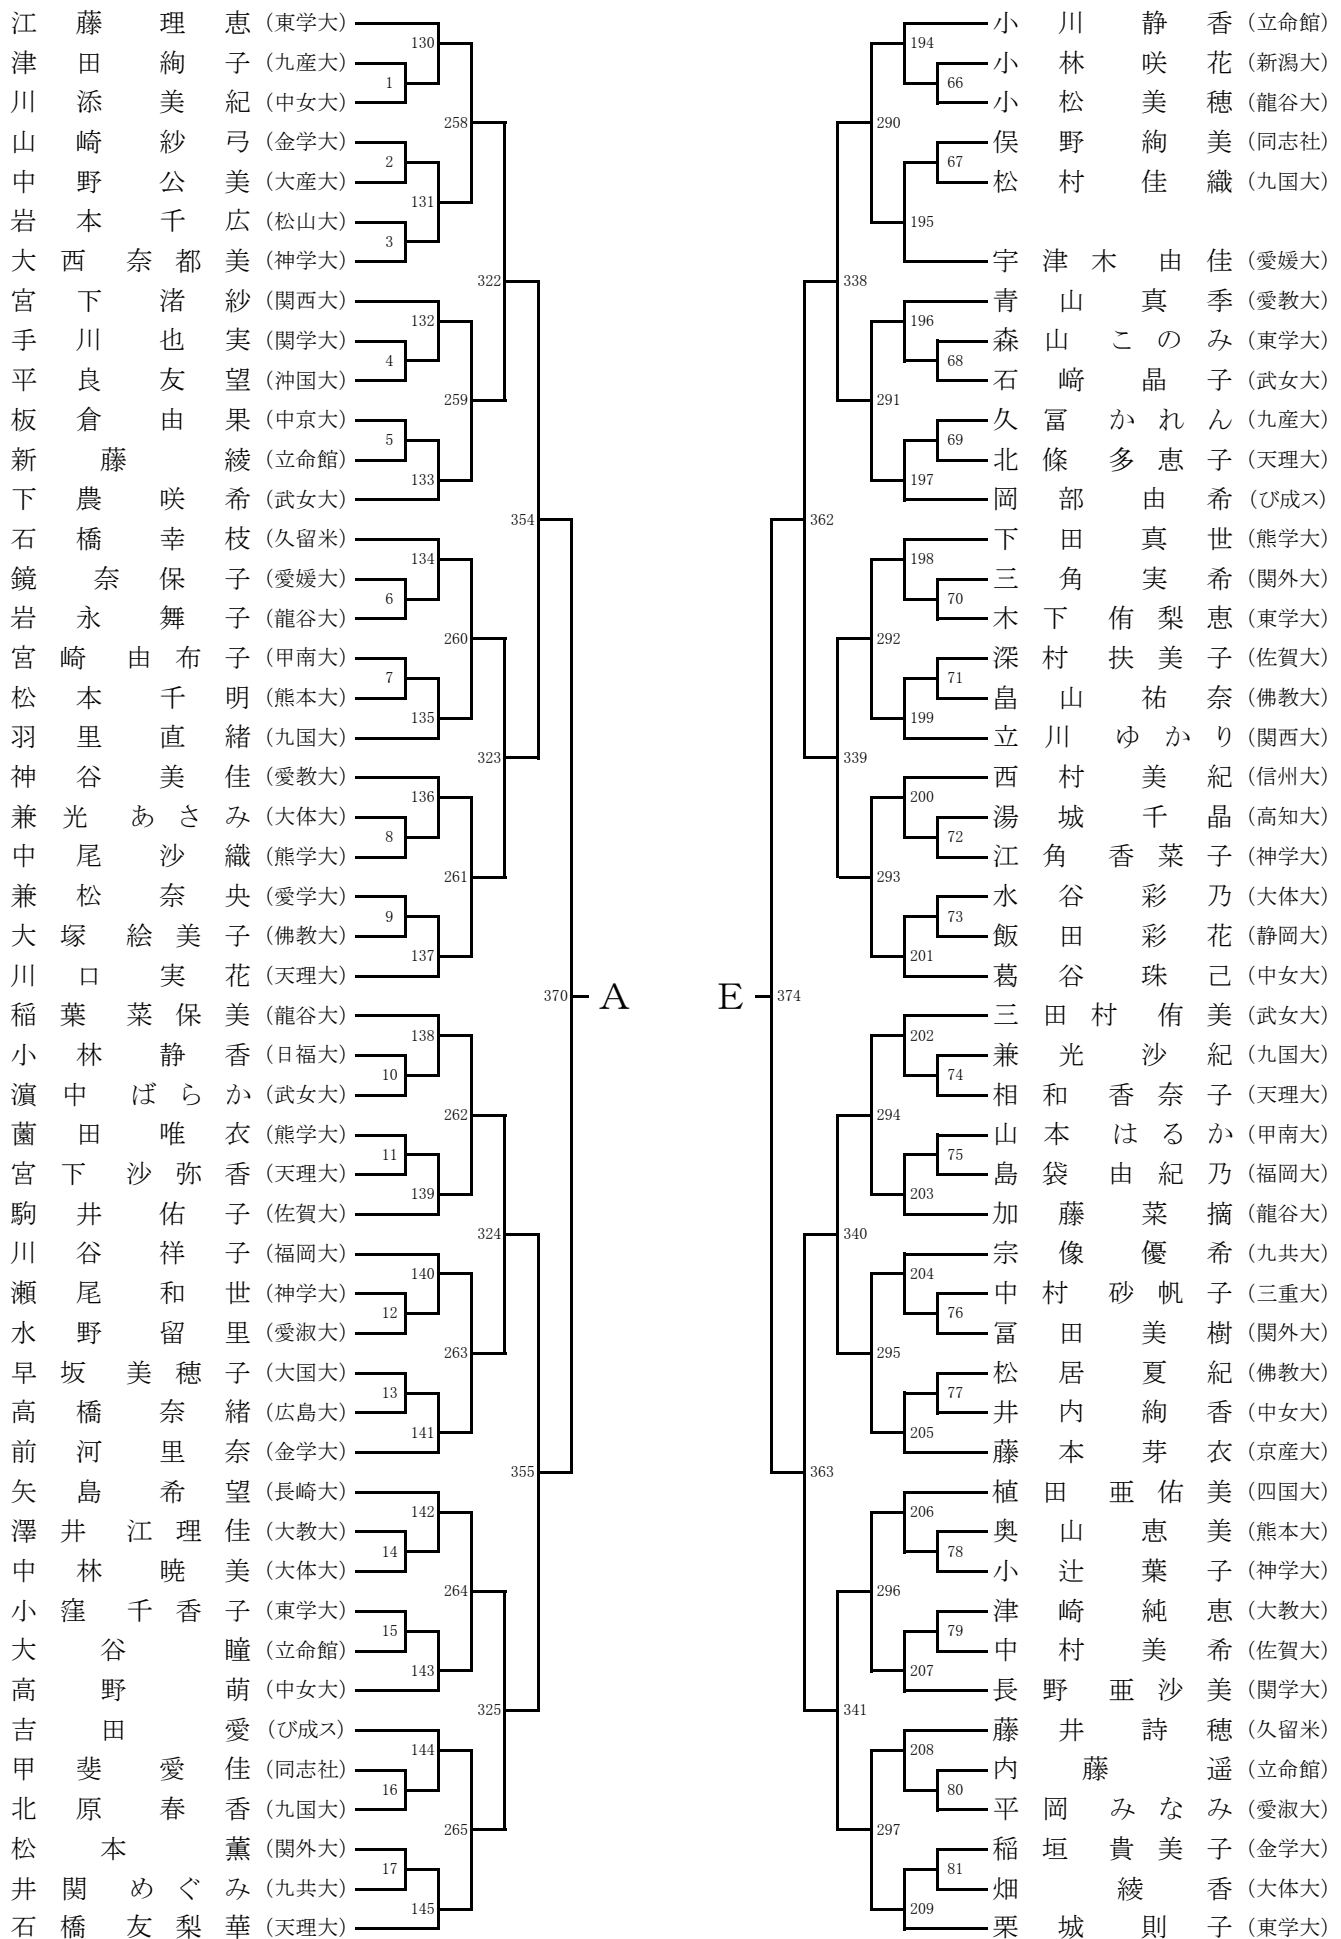 江藤理恵(東学大)
津田絢子(九産大)
川添美紀(中女大)
山崎紗弓(金学大)
中野公美(大産大)
岩本千広(松山大)
大西奈都美(神学大)
宮下渚紗(関西大)
手川也実(関学大)
平良友望(沖国大)
板倉由果(中京大)
新藤綾(立命館)
下農咲希(武女大)
石橋幸枝(久留米)
鏡奈保子(愛媛大)
岩永舞子(龍谷大)
宮崎由布子(甲南大)
松本千明(熊本大)
羽里直緒(九国大)
神谷美佳(愛教大)
兼光あさみ(大体大)
中尾沙織(熊学大)
兼松奈央(愛学大)
大塚絵美子(佛教大)
川口実花(天理大)
稲葉菜保美(龍谷大)
小林静香(日福大)
濵中ばらか(武女大)
薗田唯衣(熊学大)
宮下沙弥香(天理大)
駒井佑子(佐賀大)
川谷祥子(福岡大)
瀬尾和世(神学大)
水野留里(愛淑大)
早坂美穂子(大国大)
高橋奈緒(広島大)
前河里奈(金学大)
矢島希望(長崎大)
澤井江理佳(大教大)
中林暁美(大体大)
小窪千香子(東学大)
大谷瞳(立命館)
高野萌(中女大)
吉田愛(び成ス)
甲斐愛佳(同志社)
北原春香(九国大)
松本薫(関外大)
井関めぐみ(九共大)
石橋友梨華(天理大)
130
1
258
2
131
3
322
132
4
259
5
133
354
134
6
260
7
135
323
136
8
261
9
137
370
A
138
10
262
11
139
324
140
12
263
13
141
355
142
14
264
15
143
325
144
16
265
17
145
194
66
290
67
195
338
196
68
291
69
197
362
198
70
292
71
199
339
200
72
293
73
201
E
374
202
74
294
75
203
340
204
76
295
77
205
363
206
78
296
79
207
341
208
80
297
81
209
小川静香(立命館)
小林咲花(新潟大)
小松美穂(龍谷大)
俣野絢美(同志社)
松村佳織(九国大)
宇津木由佳(愛媛大)
青山真季(愛教大)
森山このみ(東学大)
石﨑晶子(武女大)
久冨かれん(九産大)
北條多恵子(天理大)
岡部由希(び成ス)
下田真世(熊学大)
三角実希(関外大)
木下侑梨恵(東学大)
深村扶美子(佐賀大)
畠山祐奈(佛教大)
立川ゆかり(関西大)
西村美紀(信州大)
湯城千晶(高知大)
江角香菜子(神学大)
水谷彩乃(大体大)
飯田彩花(静岡大)
葛谷珠己(中女大)
三田村侑美(武女大)
兼光沙紀(九国大)
相和香奈子(天理大)
山本はるか(甲南大)
島袋由紀乃(福岡大)
加藤菜摘(龍谷大)
宗像優希(九共大)
中村砂帆子(三重大)
冨田美樹(関外大)
松居夏紀(佛教大)
井内絢香(中女大)
藤本芽衣(京産大)
植田亜佑美(四国大)
奥山恵美(熊本大)
小辻葉子(神学大)
津崎純恵(大教大)
中村美希(佐賀大)
長野亜沙美(関学大)
藤井詩穂(久留米)
内藤遥(立命館)
平岡みなみ(愛淑大)
稲垣貴美子(金学大)
畑綾香(大体大)
栗城則子(東学大)